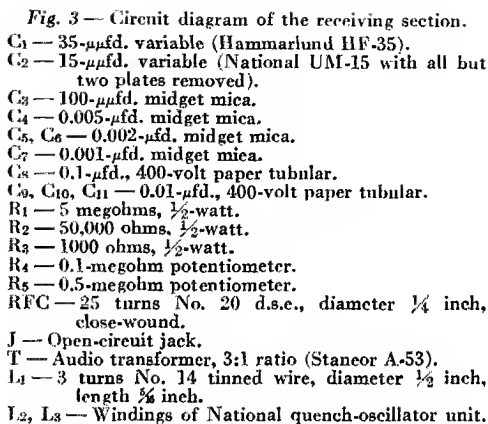 Fig. 3 — Circuit diagram of the receiving section.
C1 — 35-μμfd. variable (Hammarlund HF-35).
C2 — 15-μμfd. variable (National UM-15 with all but
two plates removed).
C3 — 100-μμfd. midget mica.
C4 — 0.005-μfd. midget mica.
C5, C6 — 0.002-μfd. midget mica.
C7 — 0.001-μfd. midget mica.
C8 — 0.1-μfd., 400-volt paper tubular.
C9, C10, C11 — 0.01-μfd., 400-volt paper tubular.
R1 — 5 megohms, ½-watt.
R2 — 50,000 ohms, ½-watt.
R3 — 1000 ohms, ½-watt.
R4 — 0.1-megohm potentiometer.
R5 — 0.5-megohm potentiometer.
RFC — 25 turns No. 20 d.s.c., diameter ¼ inch,
close-wound.
J — Open-circuit jack.
T — Audio transformer, 3:1 ratio (Stancor A-53).
L1 — 3 turns No. 14 tinned wire, diameter ½ inch,
length inch.
L2, L3 — Windings of National quench-oscillator unit.